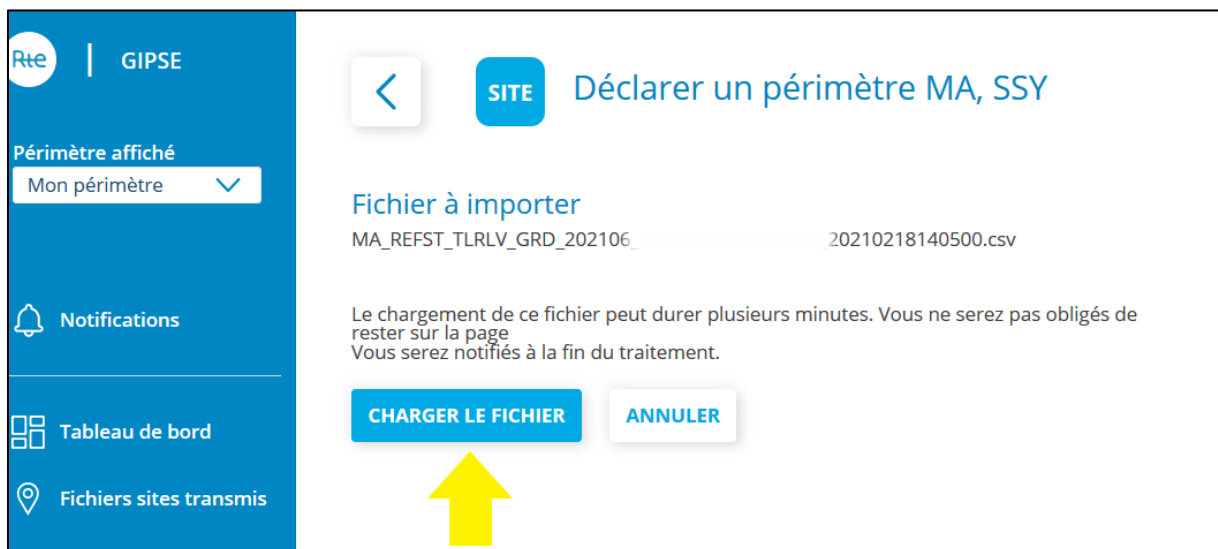 Rte | GIPSE
Périmètre affiché
Mon périmètre
Notifications
Tableau de bord
Fichiers sites transmis
SITE Déclarer un périmètre MA, SSY
Fichier à importer
MA_REFST_TLRLV_GRD_202106_ _20210218140500.csv
Le chargement de ce fichier peut durer plusieurs minutes. Vous ne serez pas obligés de
rester sur la page
Vous serez notifiés à la fin du traitement.
CHARGER LE FICHIER ANNULER